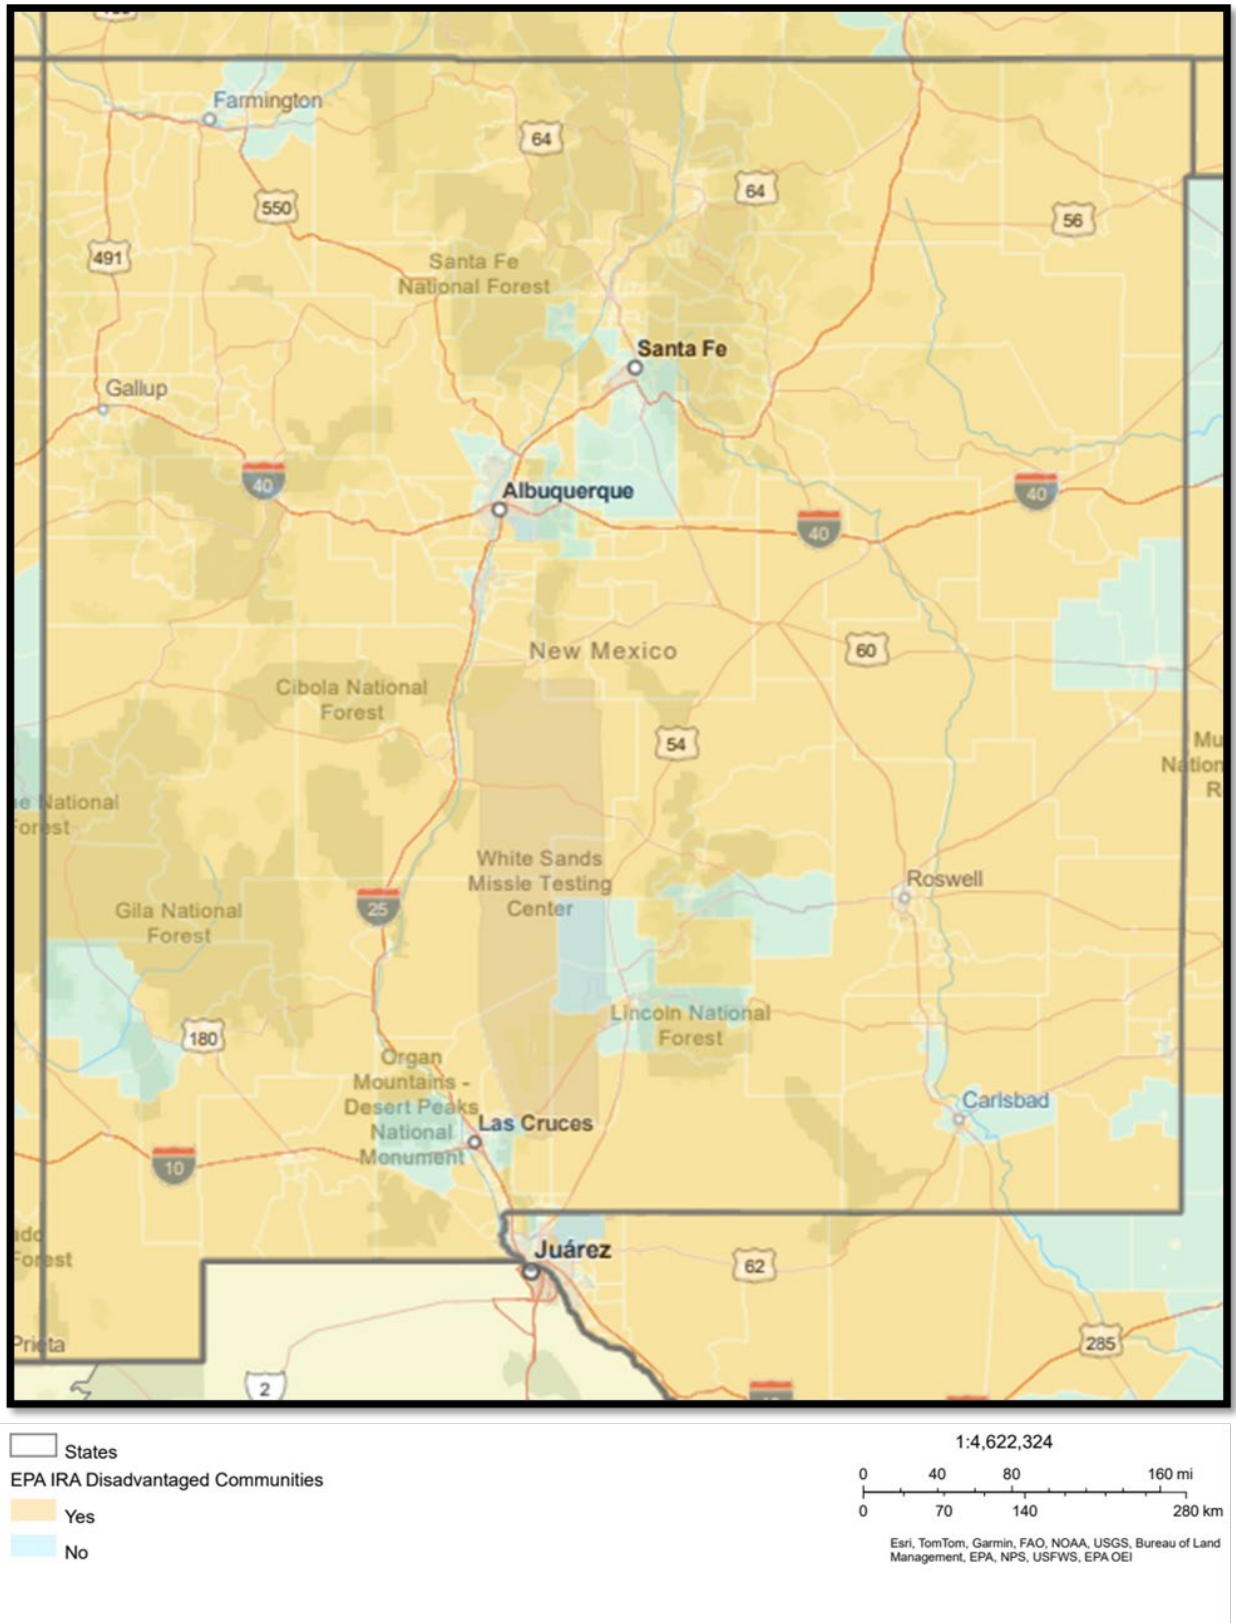 Farmington
64
64
550
56
491
Santa Fe
National Forest
Santa Fe
Gallup
40
Albuquerque
40
40
New Mexico
60
Cibola National
Forest
54
Mu
Nation
R
e National
Forest
White Sands
Missle Testing
Center
Roswell
25
Gila National
Forest
Lincoln National
Forest
180
Organ
Mountains -
Desert Peaks
National
Monument
Las Cruces
Carlsbad
10
Juárez
62
Forest
Prieta
285
2
States
EPA IRA Disadvantaged Communities
Yes
No
1:4,622,324
0 40 80 160 mi
0 70 140 280 km
Esri, TomTom, Garmin, FAO, NOAA, USGS, Bureau of Land
Management, EPA, NPS, USFWS, EPA OEI